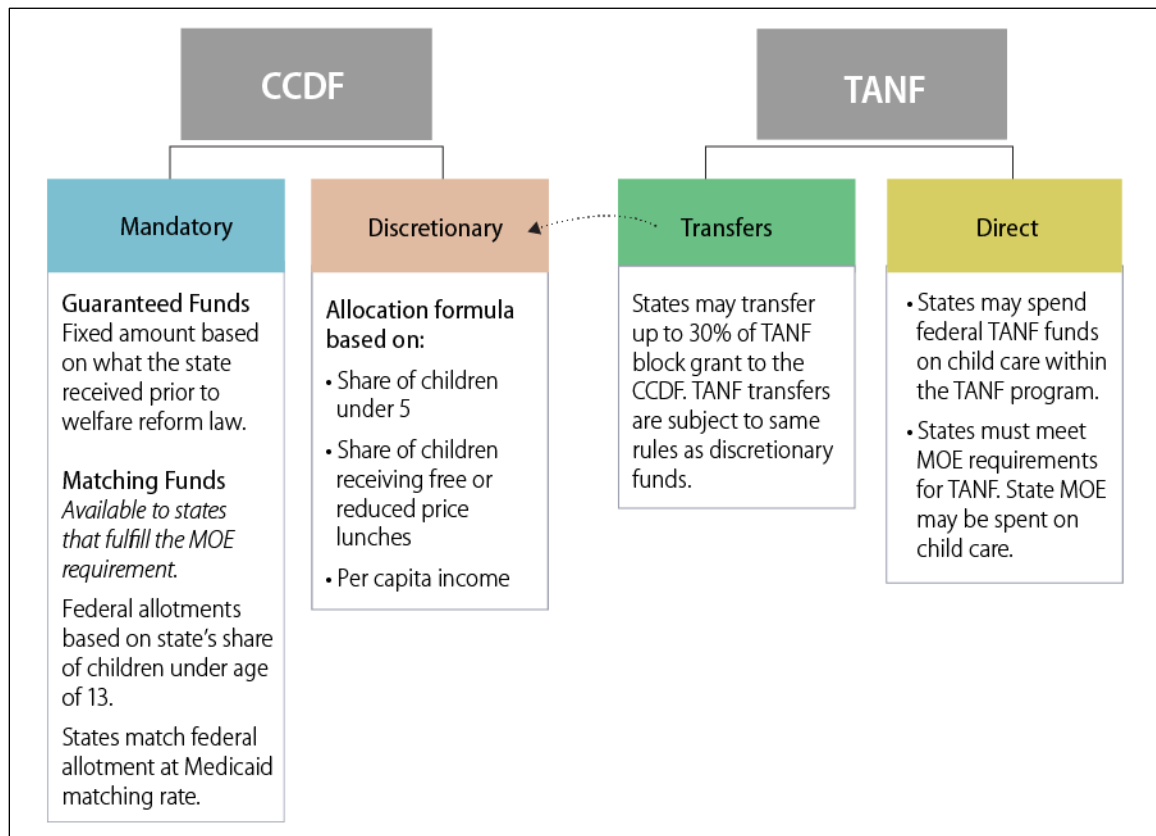 CCDF
TANF
Mandatory
Discretionary
Transfers
Direct
Guaranteed Funds
Fixed amount based
on what the state
received prior to
welfare reform law.
Matching Funds
Available to states
that fulfill the MOE
requirement.
Federal allotments
based on state's share
of children under age
of 13.
States match federal
allotment at Medicaid
matching rate.
Allocation formula
based on:
• Share of children
under 5
• Share of children
receiving free or
reduced price
lunches
• Per capita income
States may transfer
up to 30% of TANF
block grant to the
CCDF. TANF transfers
are subject to same
rules as discretionary
funds.
• States may spend
federal TANF funds
on child care within
the TANF program.
• States must meet
MOE requirements
for TANF. State MOE
may be spent on
child care.